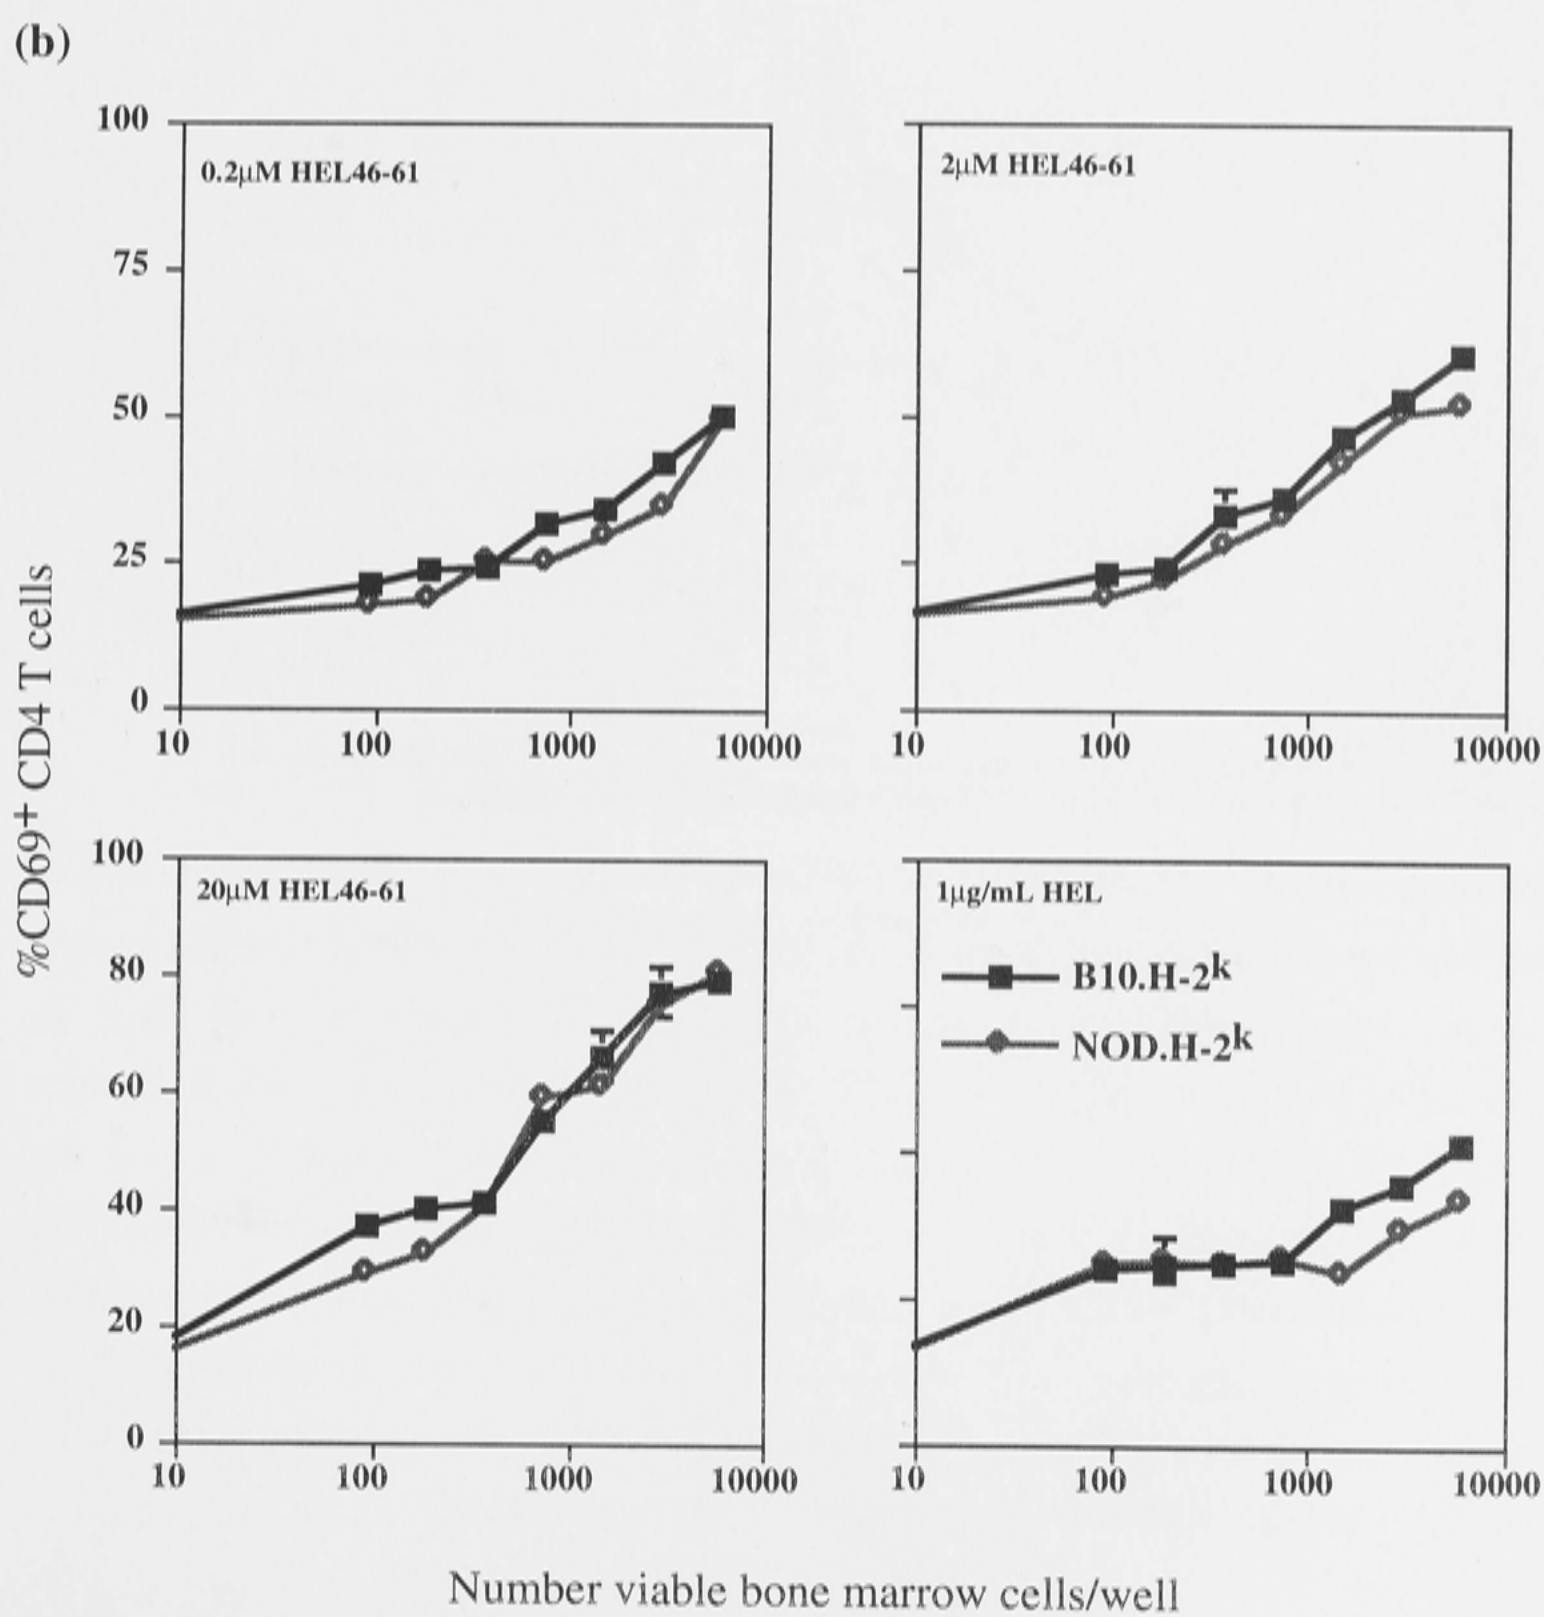 (b)
%CD69+ CD4 T cells
0.2µM HEL46-61
100
75
50
25
0
10 100 1000 10000
2µM HEL46-61
10 100 1000 10000
20µM HEL46-61
100
80
60
40
20
0
10 100 1000 10000
1µg/mL HEL
B10.H-2k
NOD.H-2k
10 100 1000 10000
Number viable bone marrow cells/well